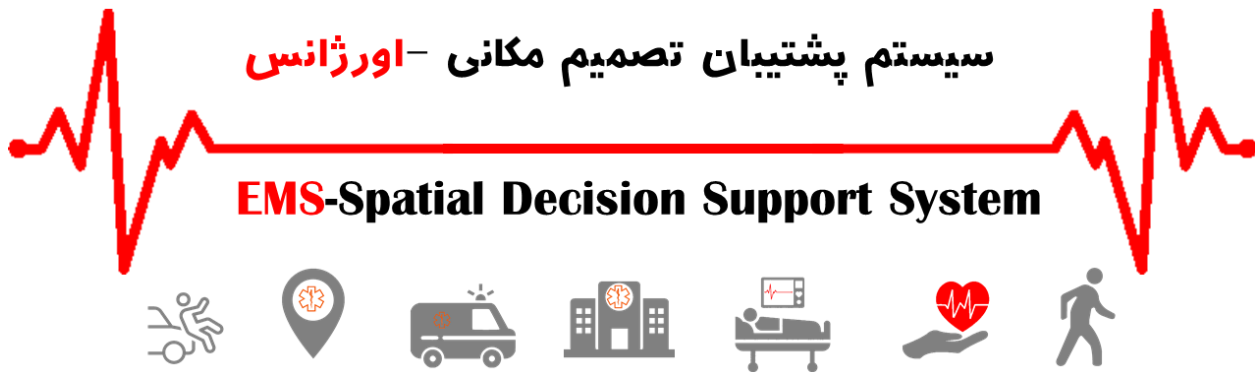 سیستم پشتیبان تصمیم مکانی -اورژانس
EMS-Spatial Decision Support System